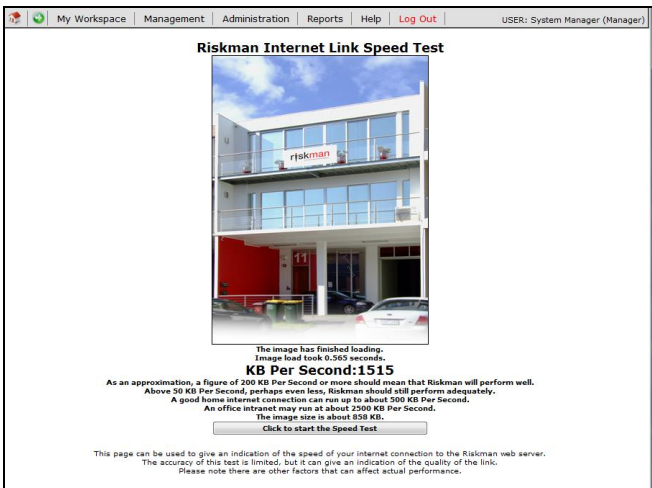 My Workspace Management Administration Reports Help Log Out USER: System Manager (Manager)
Riskman Internet Link Speed Test
riskman
11
The image has finished loading.
Image load took 0.565 seconds.
KB Per Second:1515
As an approximation, a figure of 200 KB Per Second or more should mean that Riskman will perform well.
Above 50 KB Per Second, perhaps even less, Riskman should still perform adequately.
A good home internet connection can run up to about 500 KB Per Second.
An office intranet may run at about 2500 KB Per Second.
The image size is about 858 KB.
Click to start the Speed Test
This page can be used to give an indication of the speed of your internet connection to the Riskman web server.
The accuracy of this test is limited, but it can give an indication of the quality of the link.
Please note there are other factors that can affect actual performance.